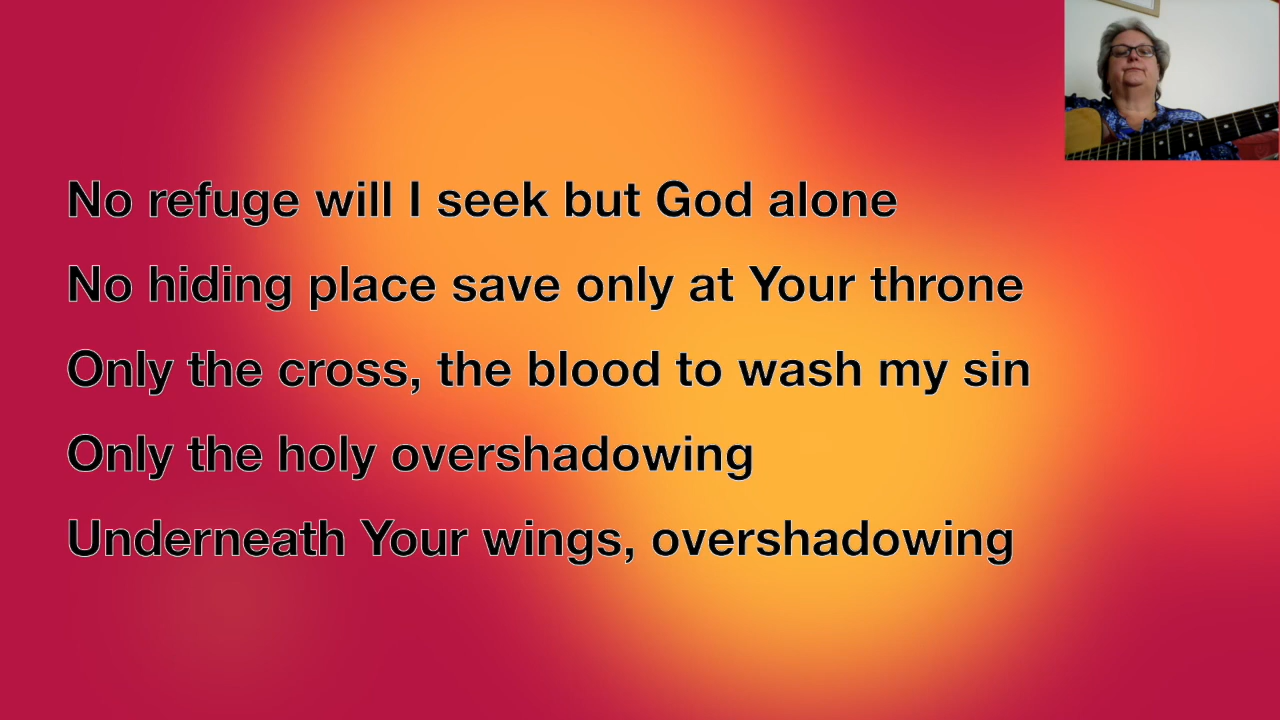 No refuge will I seek but God alone
No hiding place save only at Your throne
Only the cross, the blood to wash my sin
Only the holy overshadowing
Underneath Your wings, overshadowing